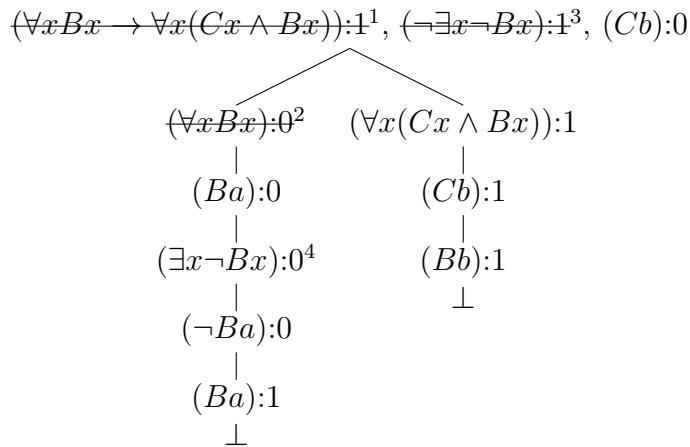 (∀xBx → ∀x(Cx ∧ Bx)):1¹, (¬∃x¬Bx):1³, (Cb):0
(∀xBx):0² (∀x(Cx ∧ Bx)):1
(Ba):0 (Cb):1
(∃x¬Bx):0⁴ (Bb):1
⊥
(¬Ba):0
(Ba):1
⊥